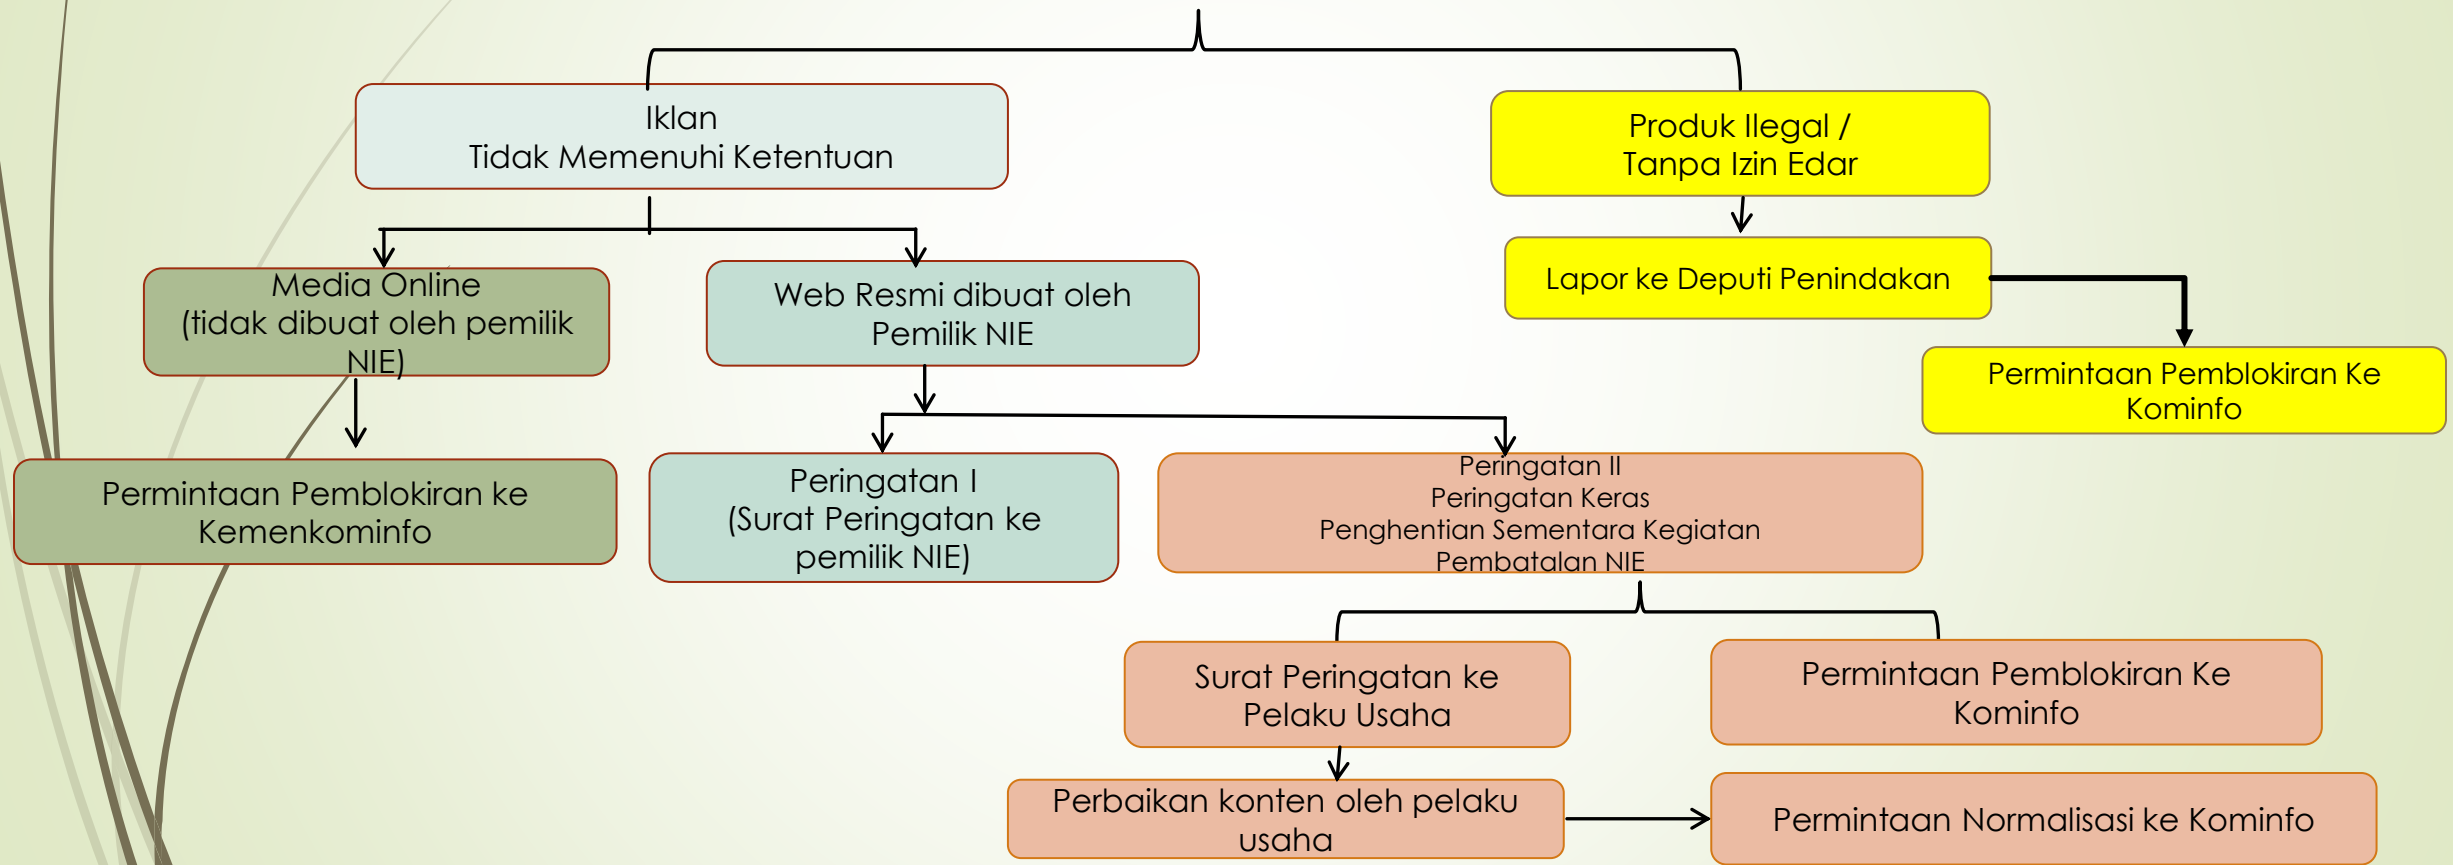 Iklan
Tidak Memenuhi Ketentuan
Produk Ilegal /
Tanpa Izin Edar
Media Online
(tidak dibuat oleh pemilik
NIE)
Web Resmi dibuat oleh
Pemilik NIE
Lapor ke Deputi Penindakan
Permintaan Pemblokiran Ke
Kominfo
Permintaan Pemblokiran ke
Kemenkominfo
Peringatan I
(Surat Peringatan ke
pemilik NIE)
Peringatan II
Peringatan Keras
Penghentian Sementara Kegiatan
Pembatalan NIE
Surat Peringatan ke
Pelaku Usaha
Permintaan Pemblokiran Ke
Kominfo
Perbaikan konten oleh pelaku
usaha
Permintaan Normalisasi ke Kominfo